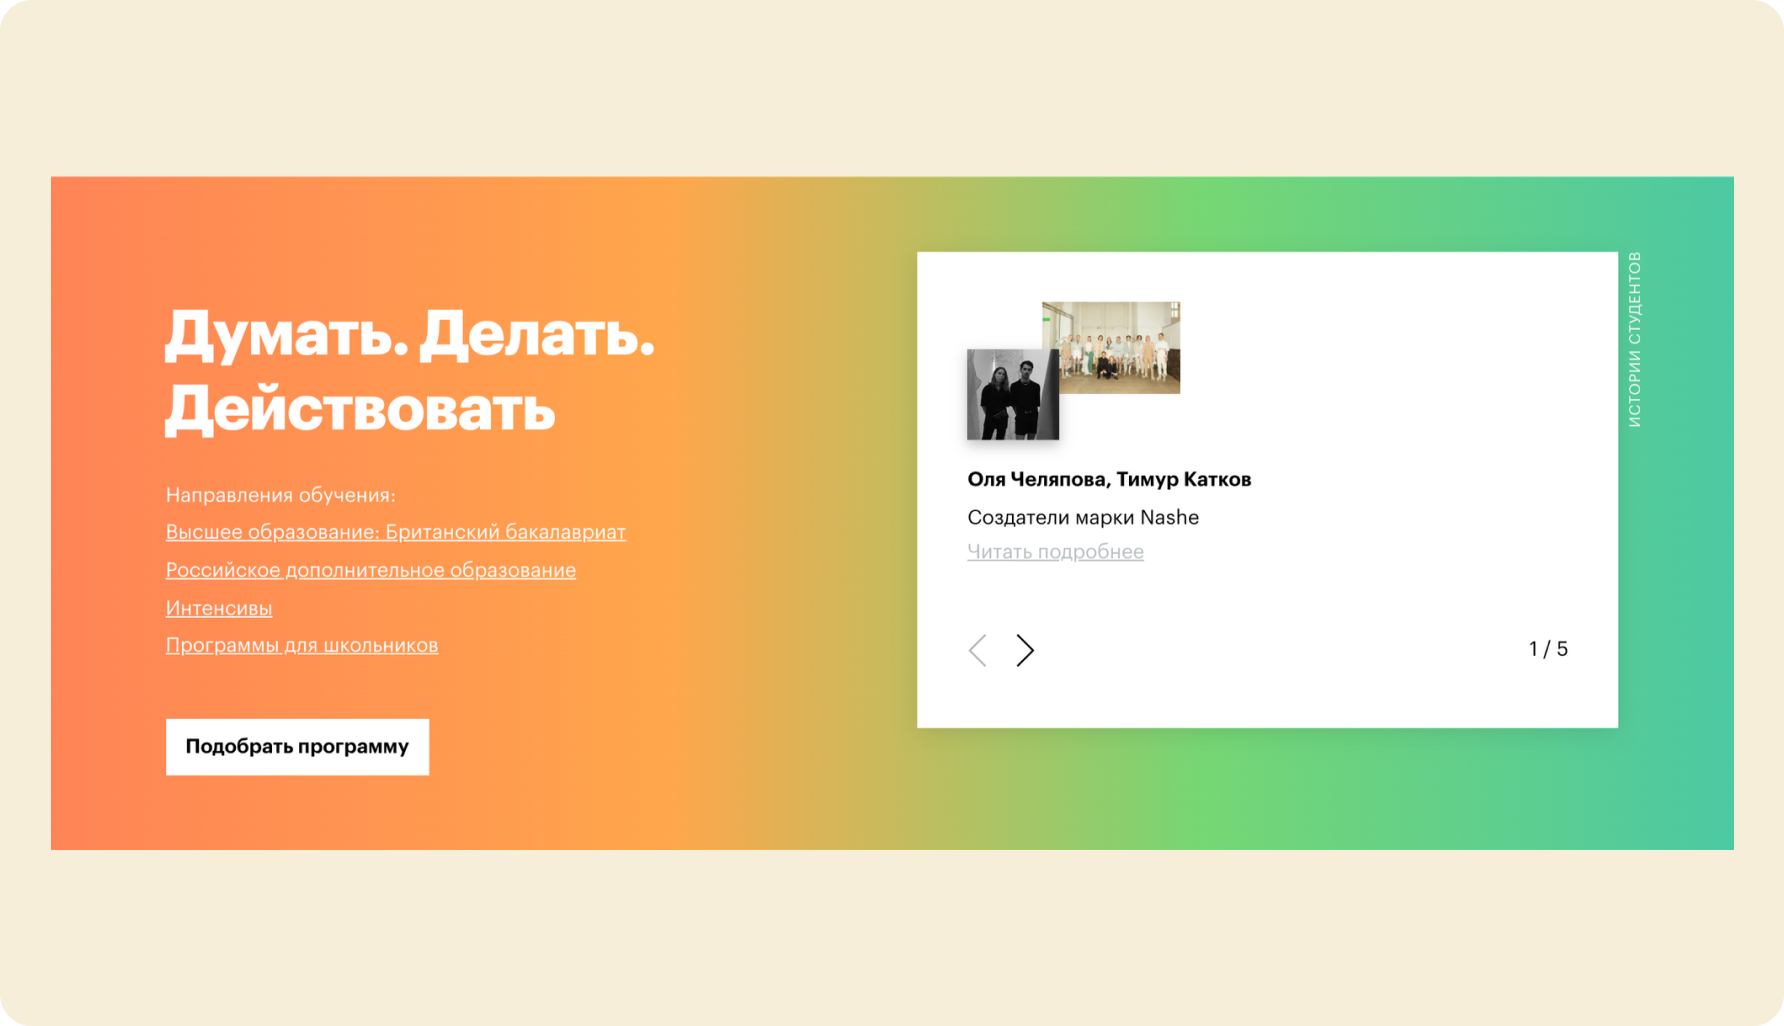 Думать. Делать.
Действовать
Направления обучения:
Высшее образование: Британский бакалавриат
Российское дополнительное образование
Интенсивы
Программы для школьников
Подобрать программу
Оля Челяпова, Тимур Катков
Создатели марки Nashe
Читать подробнее
1 / 5
ИСТОРИИ СТУДЕНТОВ